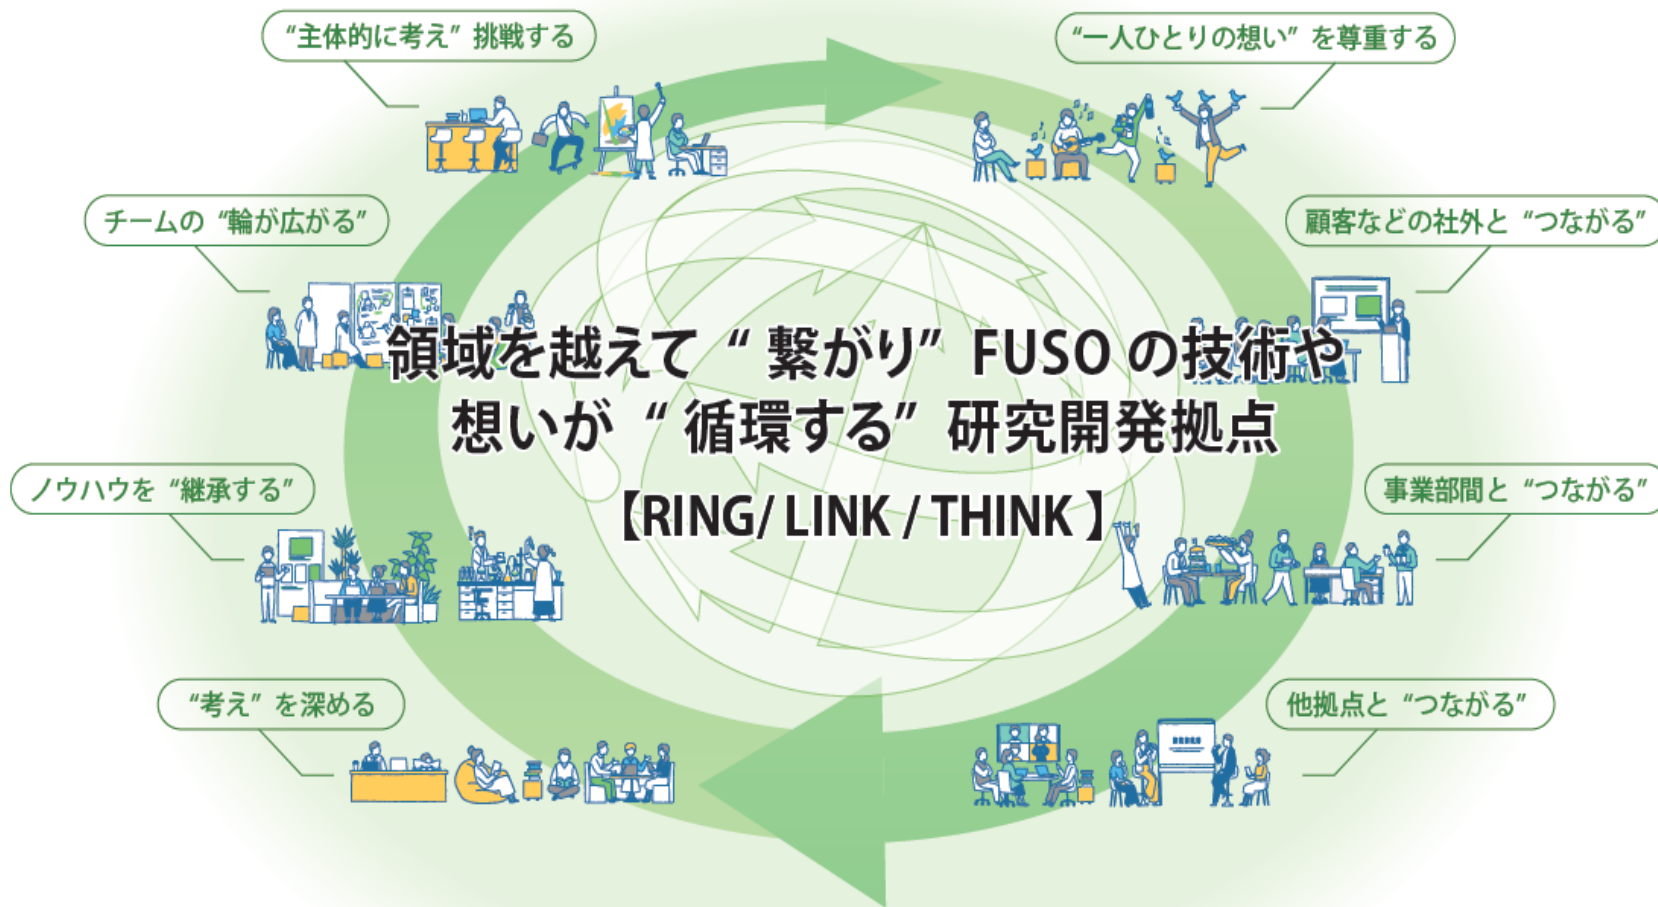 “主体的に考え” 挑戦する
“一人ひとりの想い” を尊重する
チームの “輪が広がる”
顧客などの社外と “つながる”
領域を越えて “ 繋がり” FUSO の技術や
想いが “ 循環する” 研究開発拠点
【RING/ LINK / THINK 】
ノウハウを “継承する”
事業部間と “つながる”
“考え” を深める
他拠点と “つながる”